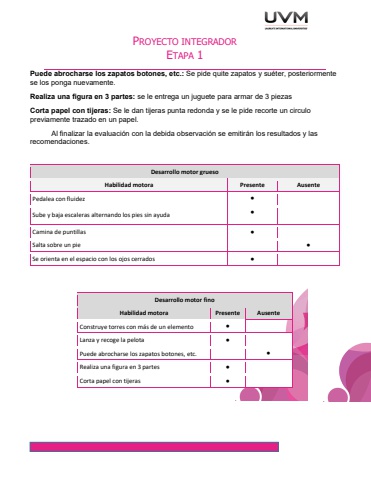 UVM
PROYECTO INTEGRADOR
ETAPA 1
Puede abrocharse los zapatos botones, etc.: Se pide quite zapatos y suéter, posteriormente
se los ponga nuevamente.
Realiza una figura en 3 partes: se le entrega un juguete para armar de 3 piezas
Corta papel con tijeras: Se le dan tijeras punta redonda y se le pide recorte un circulo
previamente trazado en un papel.
Al finalizar la evaluación con la debida observación se emitirán los resultados y las
recomendaciones.
Desarrollo motor grueso
Habilidad motora Presente Ausente
Pedalea con fluidez •
Sube y baja escaleras alternando los pies sin ayuda •
Camina de puntillas •
Salta sobre un pie •
Se orienta en el espacio con los ojos cerrados •
Desarrollo motor fino
Habilidad motora Presente Ausente
Construye torres con más de un elemento •
Lanza y recoge la pelota •
Puede abrocharse los zapatos botones, etc. •
Realiza una figura en 3 partes •
Corta papel con tijeras •